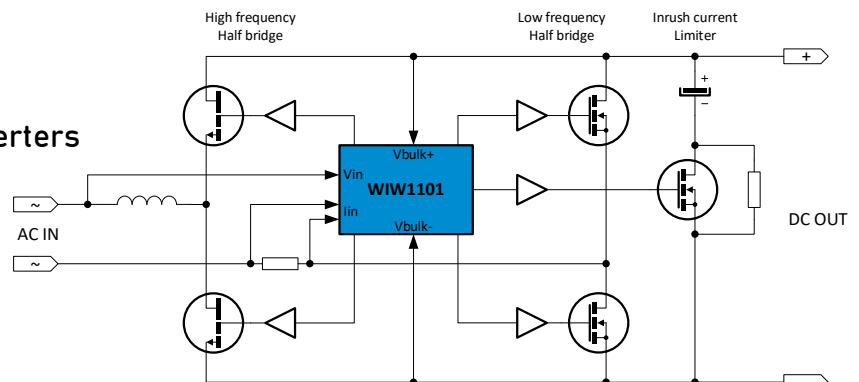 High frequency
Half bridge
Low frequency
Half bridge
Inrush current
Limiter
+
+
−
erters
Vbulk+
Vin
WIW1101
Iin
Vbulk-
~
AC IN
~
DC OUT